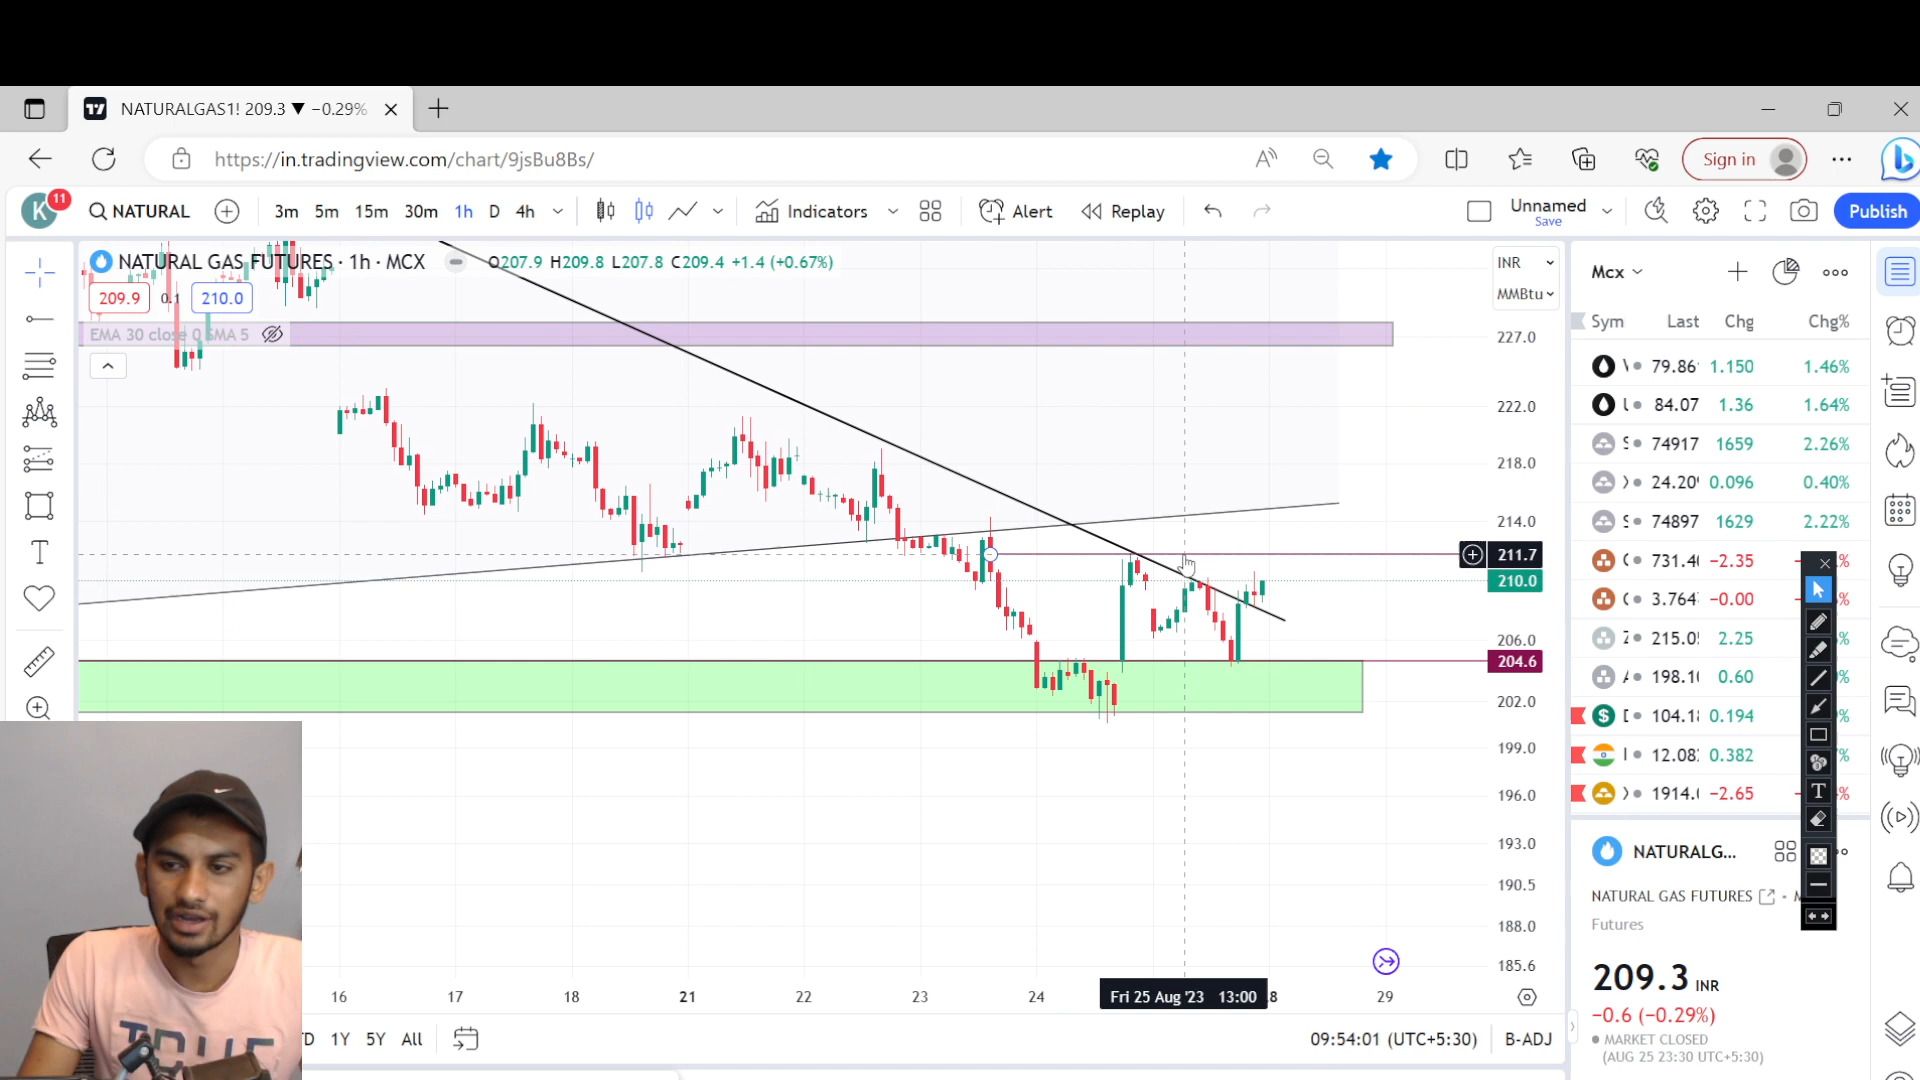 NATURALGAS1! 209.3 ▼ −0.29%
https://in.tradingview.com/chart/9jsBu8Bs/
Sign in
K 11
NATURAL 3m 5m 15m 30m 1h D 4h Indicators Alert Replay
Unnamed
Save
Publish
NATURAL GAS FUTURES · 1h · MCX O207.9 H209.8 L207.8 C209.4 +1.4 (+0.67%)
209.9 0.1 210.0
EMA 30 close 0 SMA 5
INR
MMBtu
227.0
222.0
218.0
214.0
211.7
210.0
206.0
204.6
202.0
199.0
196.0
193.0
190.5
188.0
185.6
16 17 18 21 22 23 24 Fri 25 Aug '23 13:00 29
1Y 5Y All
09:54:01 (UTC+5:30) B-ADJ
Mcx
Sym Last Chg Chg%
79.86 1.150 1.46%
84.07 1.36 1.64%
74917 1659 2.26%
24.20 0.096 0.40%
74897 1629 2.22%
731.4 −2.35
3.764 −0.00
215.0 2.25
198.1 0.60
104.1 0.194
12.08 0.382
1914. −2.65
T
NATURALG...
NATURAL GAS FUTURES
Futures
209.3 INR
−0.6 (−0.29%)
MARKET CLOSED
(AUG 25 23:30 UTC+5:30)
TRUE